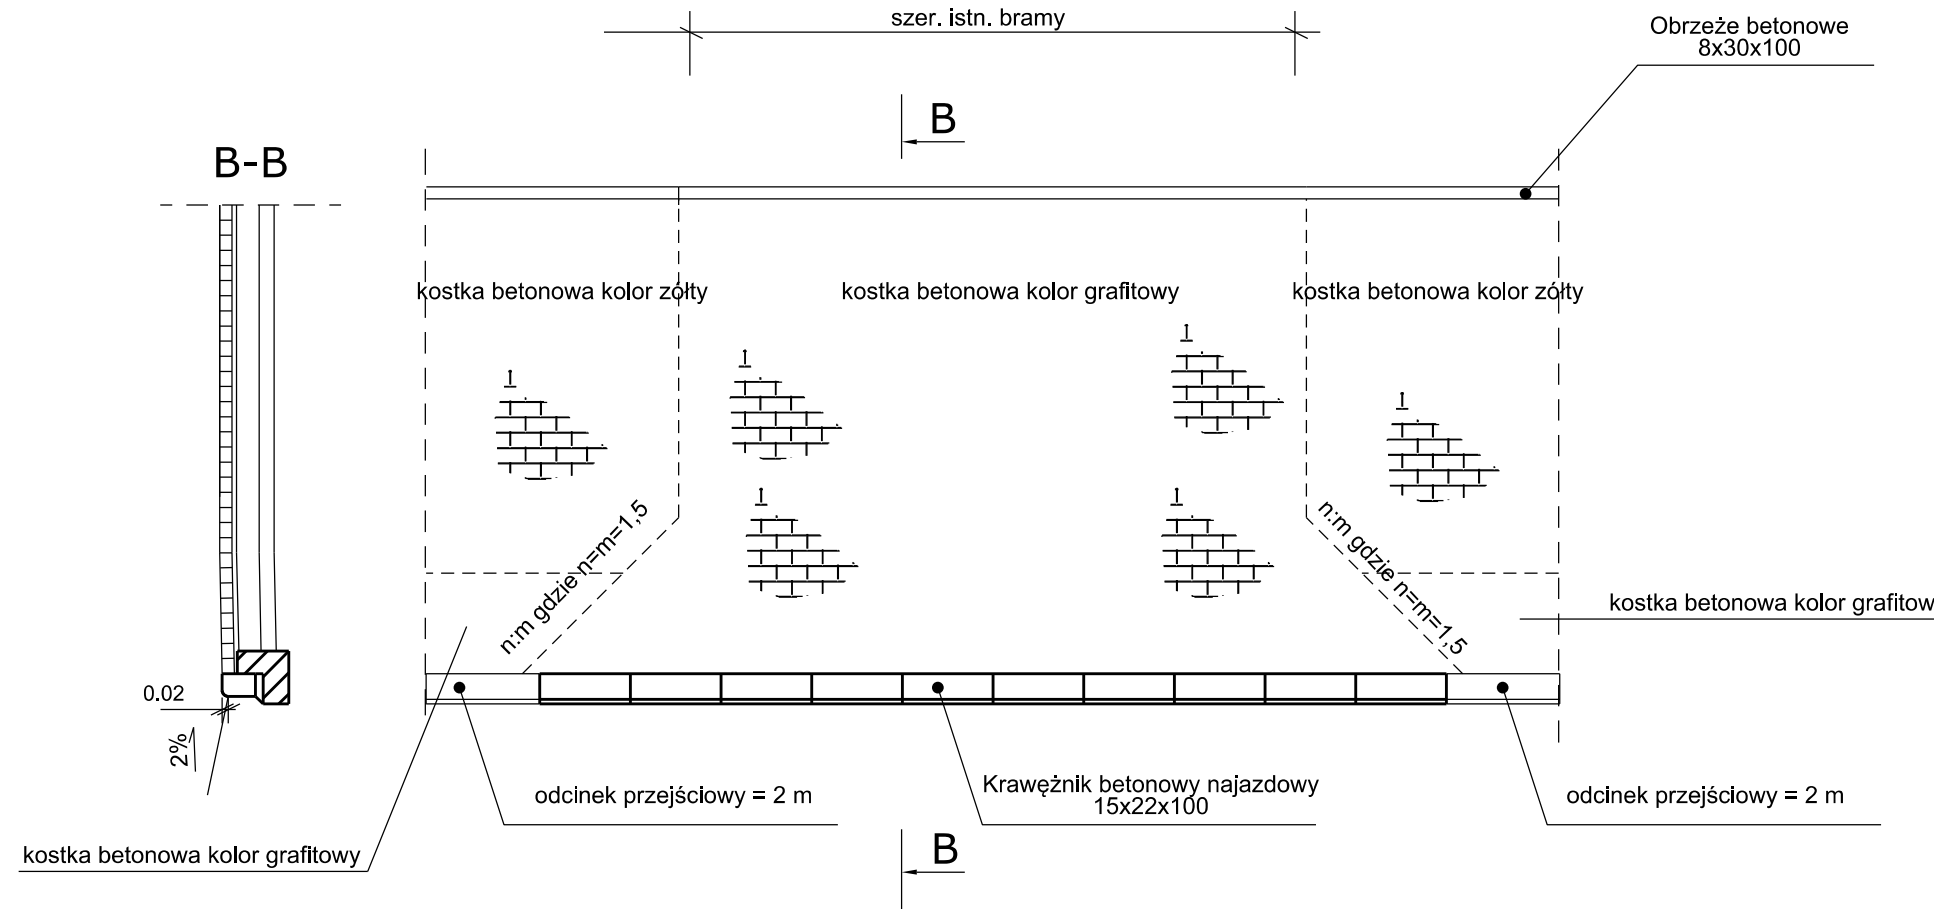 szer. istn. bramy
Obrzeże betonowe
8x30x100
B
B-B
kostka betonowa kolor zółty
kostka betonowa kolor grafitowy
kostka betonowa kolor zółty
n:m gdzie n=m=1,5
n:m gdzie n=m=1,5
kostka betonowa kolor grafitow
0.02
2%
odcinek przejściowy = 2 m
Krawężnik betonowy najazdowy
15x22x100
odcinek przejściowy = 2 m
kostka betonowa kolor grafitowy
B